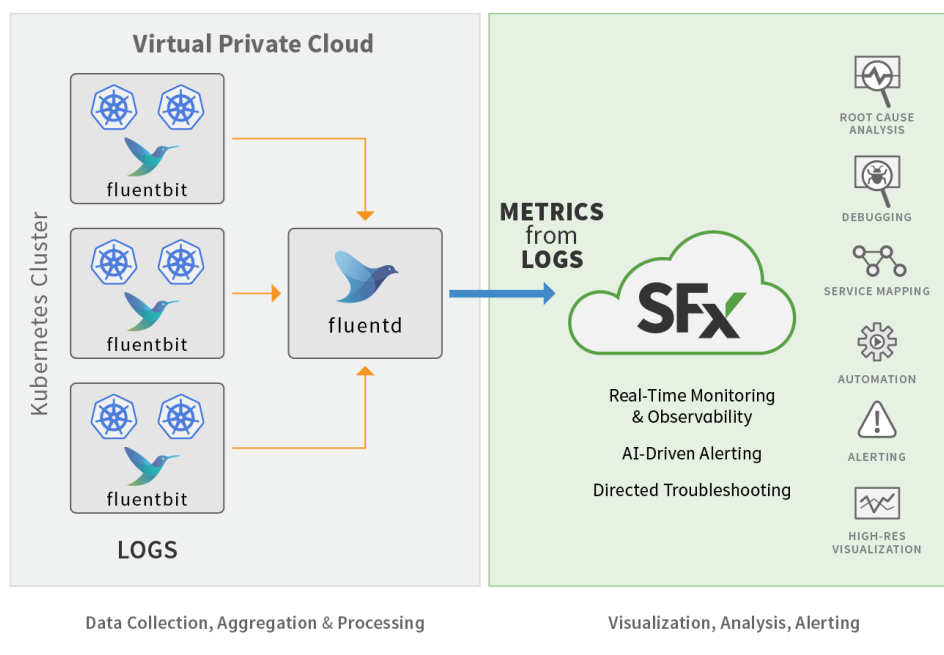 Virtual Private Cloud
Kubernetes Cluster
fluentbit
fluentbit
fluentbit
fluentd
LOGS
METRICS
from
LOGS
SFx
Real-Time Monitoring
& Observability
AI-Driven Alerting
Directed Troubleshooting
ROOT CAUSE
ANALYSIS
DEBUGGING
SERVICE MAPPING
AUTOMATION
ALERTING
HIGH-RES
VISUALIZATION
Data Collection, Aggregation & Processing
Visualization, Analysis, Alerting